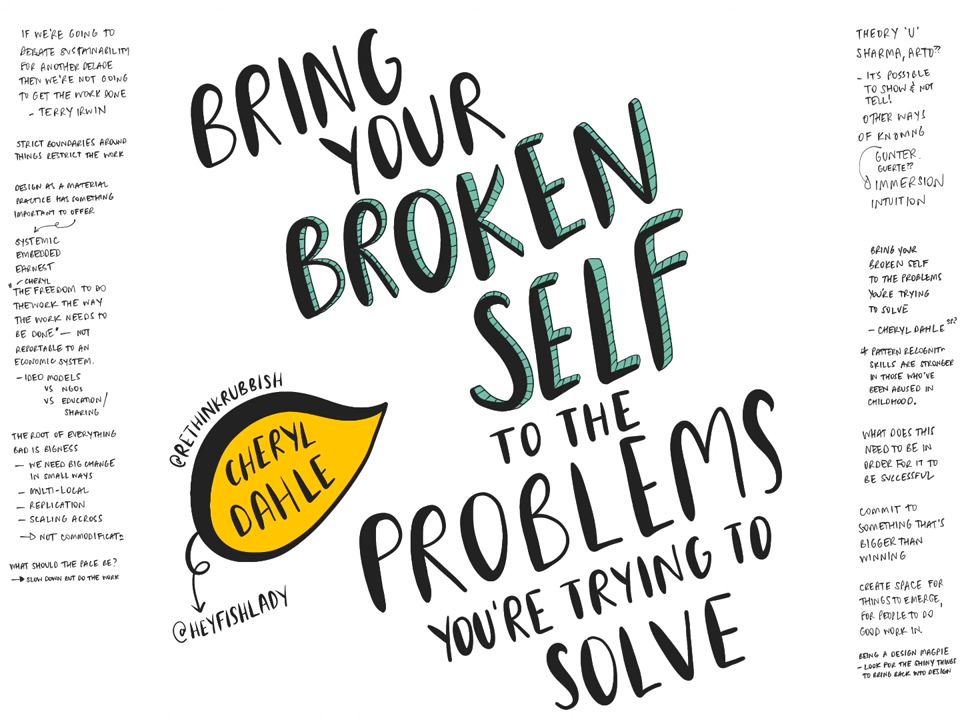 IF WE'RE GOING TO
DEBATE SUSTAINABILITY
FOR ANOTHER DECADE
THEN WE'RE NOT GOING
TO GET THE WORK DONE
- TERRY IRWIN
STRICT BOUNDARIES AROUND
THINGS RESTRICT THE WORK
DESIGN AS A MATERIAL
PRACTICE HAS SOMETHING
IMPORTANT TO OFFER
SYSTEMIC
EMBEDDED
EARNEST
CHERYL
"THE FREEDOM TO DO
THE WORK THE WAY
THE WORK NEEDS TO
BE DONE" — NOT
REPORTABLE TO AN
ECONOMIC SYSTEM.
- IDEO MODELS
VS NGOs
VS EDUCATION/
SHARING
THE ROOT OF EVERYTHING
BAD IS BIGNESS
- WE NEED BIG CHANGE
IN SMALL WAYS
- MULTI-LOCAL
- REPLICATION
- SCALING ACROSS
NOT COMMODIFICATN
WHAT SHOULD THE PACE BE?
SLOW DOWN BUT DO THE WORK
BRING
YOUR
BROKEN
SELF
TO THE
PROBLEMS
YOU'RE TRYING TO
SOLVE
@RETHINKRUBBISH
CHERYL
DAHLE
@HEYFISHLADY
THEORY 'U'
SHARMA, ARTO??
- ITS POSSIBLE
TO SHOW & NOT
TELL!
OTHER WAYS
OF KNOWING
GUNTER.
GUERTE??
IMMERSION
INTUITION
BRING YOUR
BROKEN SELF
TO THE PROBLEMS
YOU'RE TRYING
TO SOLVE
- CHERYL DAHLE SP?
* PATTERN RECOGNITN
SKILLS ARE STRONGER
IN THOSE WHO'VE
BEEN ABUSED IN
CHILDHOOD.
WHAT DOES THIS
NEED TO BE IN
ORDER FOR IT TO
BE SUCCESSFUL
COMMIT TO
SOMETHING THAT'S
BIGGER THAN
WINNING
CREATE SPACE FOR
THINGS TO EMERGE,
FOR PEOPLE TO DO
GOOD WORK IN.
BEING A DESIGN MAGPIE
- LOOK FOR THE SHINY THINGS
TO BRING BACK INTO DESIGN